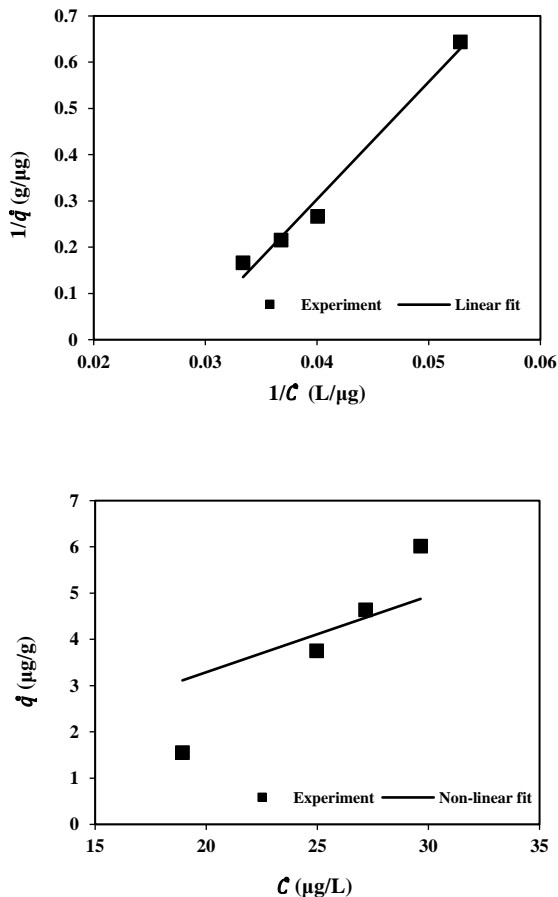 0.7
0.6
0.5
0.4
0.3
0.2
0.1
0
1/q̊ (g/µg)
Experiment Linear fit
0.02 0.03 0.04 0.05 0.06
1/C̊ (L/µg)
7
6
5
4
3
2
1
0
q̊ (µg/g)
Experiment Non-linear fit
15 20 25 30 35
C̊ (µg/L)